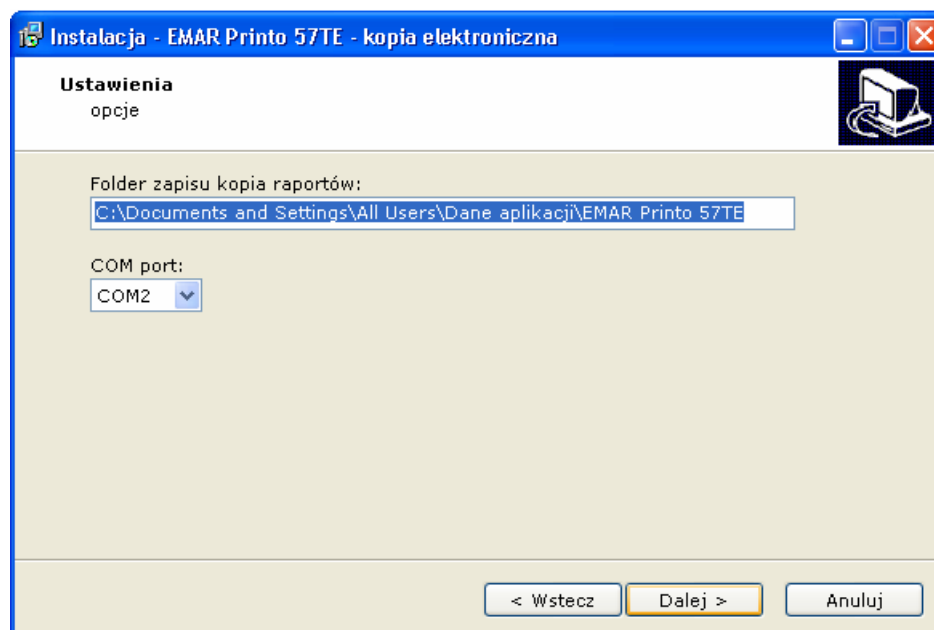 Instalacja - EMAR Printo 57TE - kopia elektroniczna
Ustawienia
opcje
Folder zapisu kopia raportów:
C:\Documents and Settings\All Users\Dane aplikacji\EMAR Printo 57TE
COM port:
COM2
< Wstecz
Dalej >
Anuluj